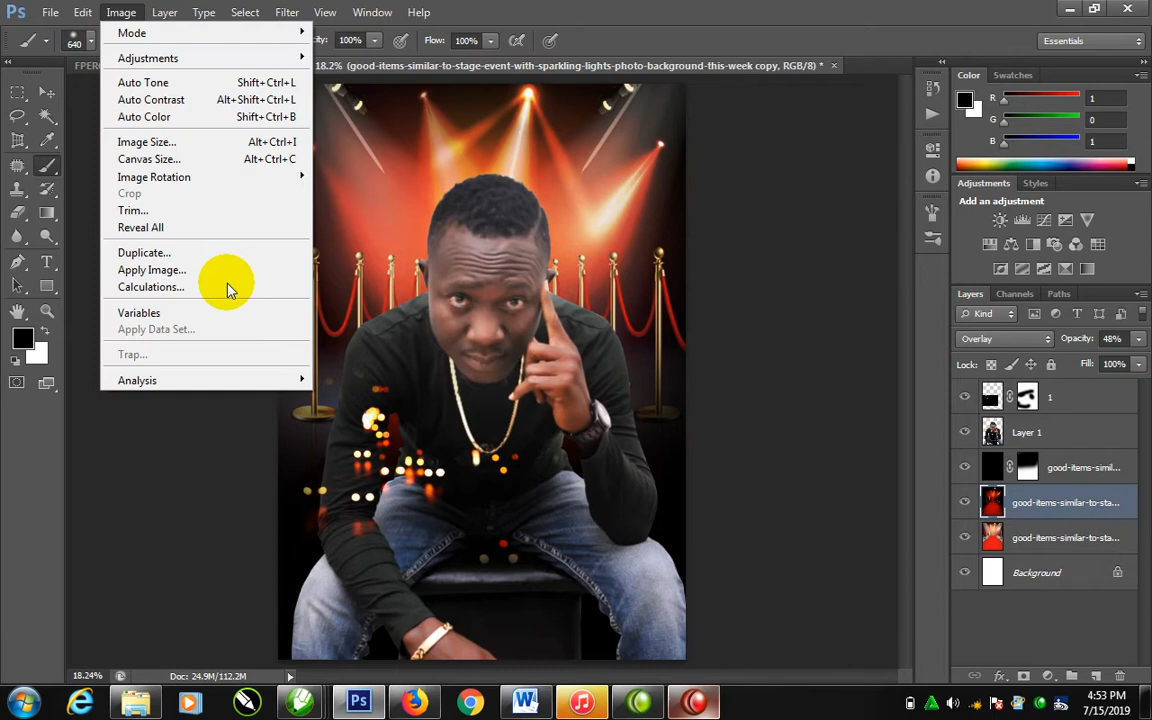 Ps File Edit Image Layer Type Select Filter View Window Help
640 Opacity: 100% Flow: 100% Essentials
FPERO 18.2% (good-items-similar-to-stage-event-with-sparkling-lights-photo-background-this-week copy, RGB/8) * ×
Mode
Adjustments
Auto Tone Shift+Ctrl+L
Auto Contrast Alt+Shift+Ctrl+L
Auto Color Shift+Ctrl+B
Image Size... Alt+Ctrl+I
Canvas Size... Alt+Ctrl+C
Image Rotation
Crop
Trim...
Reveal All
Duplicate...
Apply Image...
Calculations...
Variables
Apply Data Set...
Trap...
Analysis
Color Swatches
R 1
G 0
B 1
Adjustments Styles
Add an adjustment
Layers Channels Paths
Kind
Overlay Opacity: 48%
Lock: Fill: 100%
1
Layer 1
good-items-simil...
good-items-similar-to-sta...
good-items-similar-to-sta...
Background
fx
18.24% Doc: 24.9M/112.2M
Ps W
4:53 PM
7/15/2019